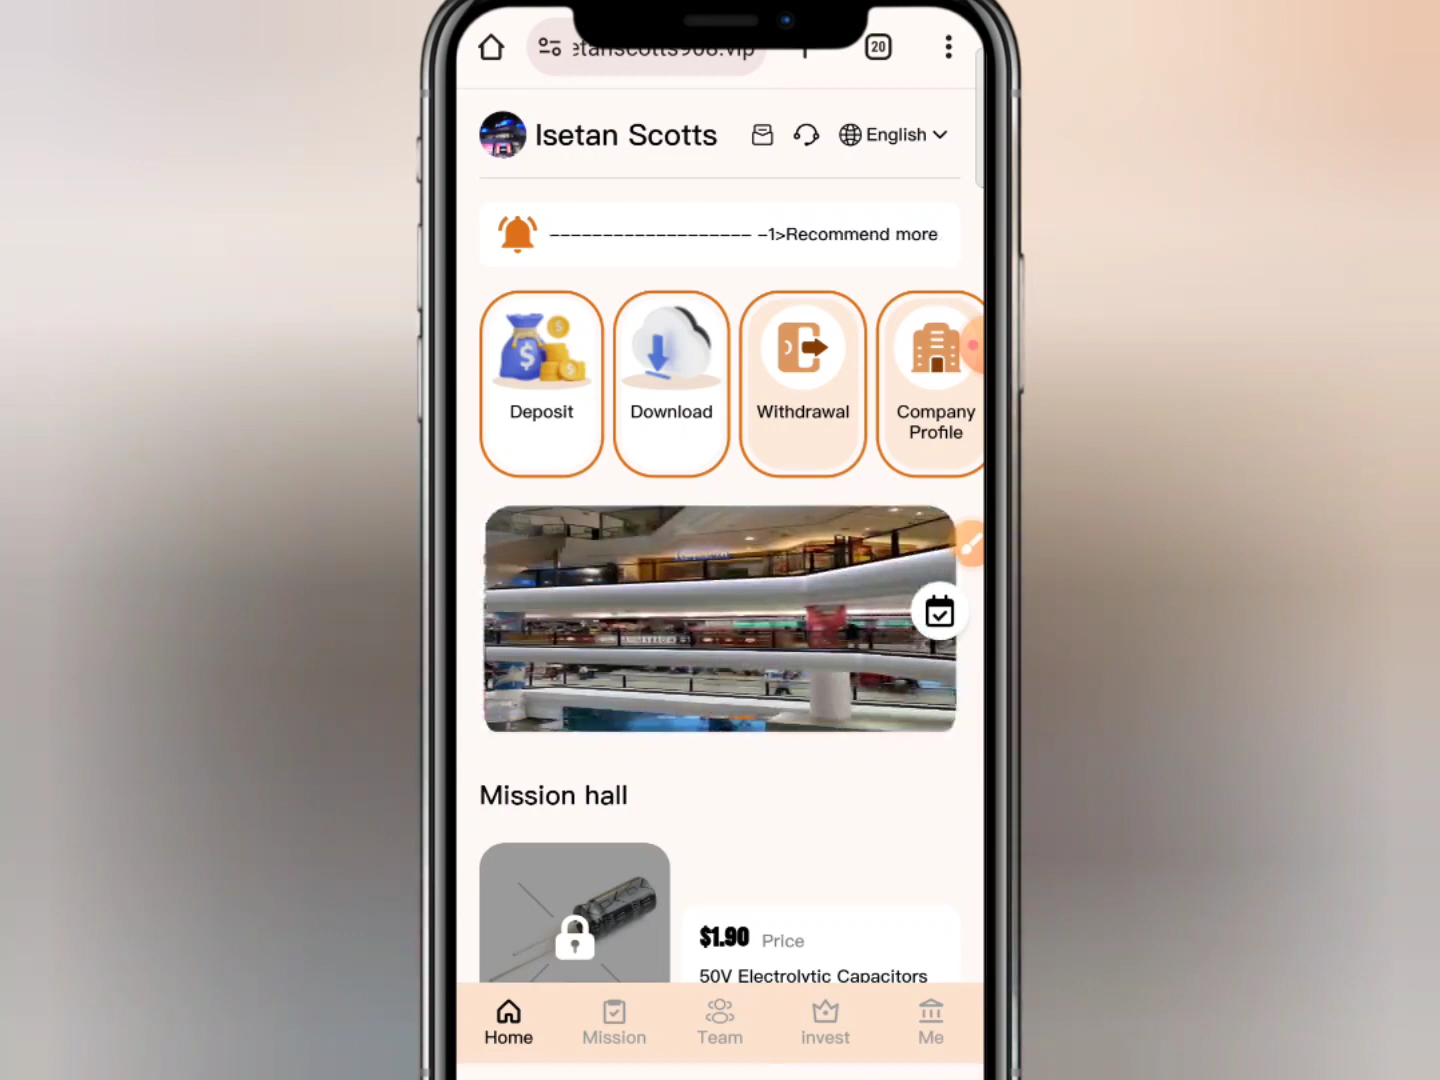 20
Isetan Scotts
English
------------------- -1>Recommend more
Deposit
Download
Withdrawal
Company
Profile
Mission hall
$1.90 Price
50V Electrolytic Capacitors
Home
Mission
Team
invest
Me